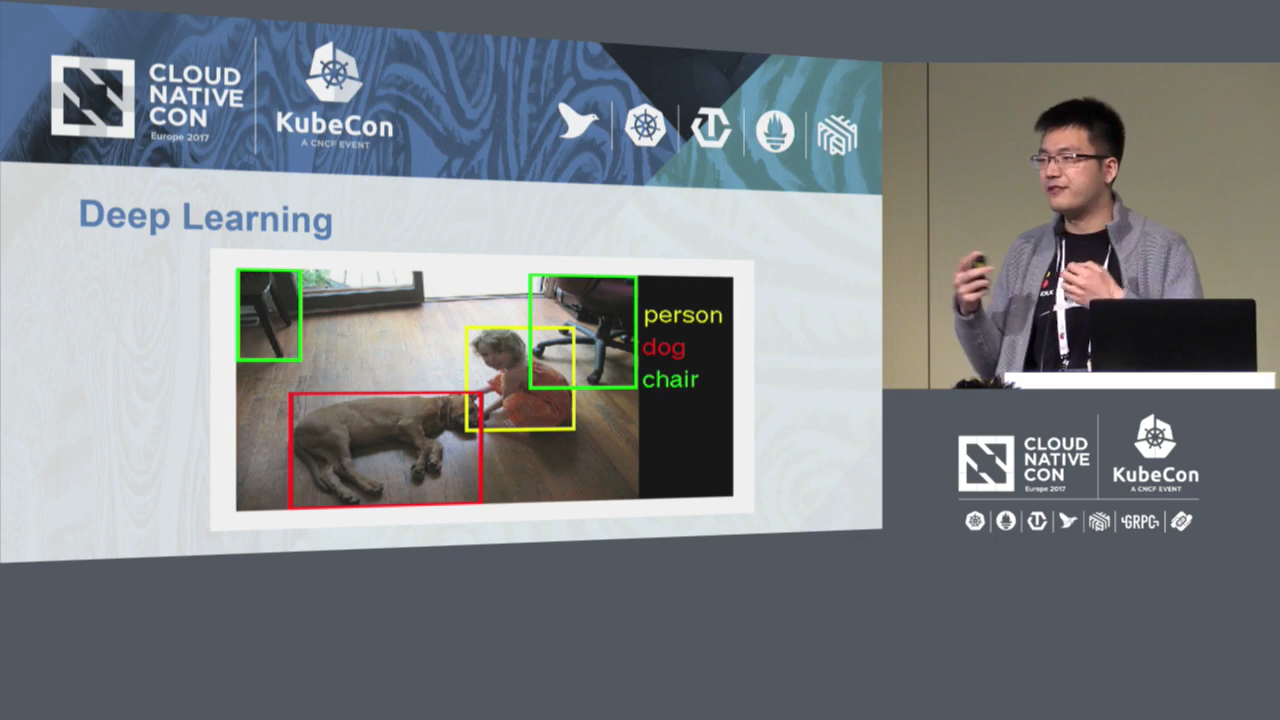 CLOUD
NATIVE
CON
Europe 2017
KubeCon
A CNCF EVENT
Deep Learning
person
dog
chair
CLOUD
NATIVE
CON
Europe 2017
KubeCon
A CNCF EVENT
GRPC